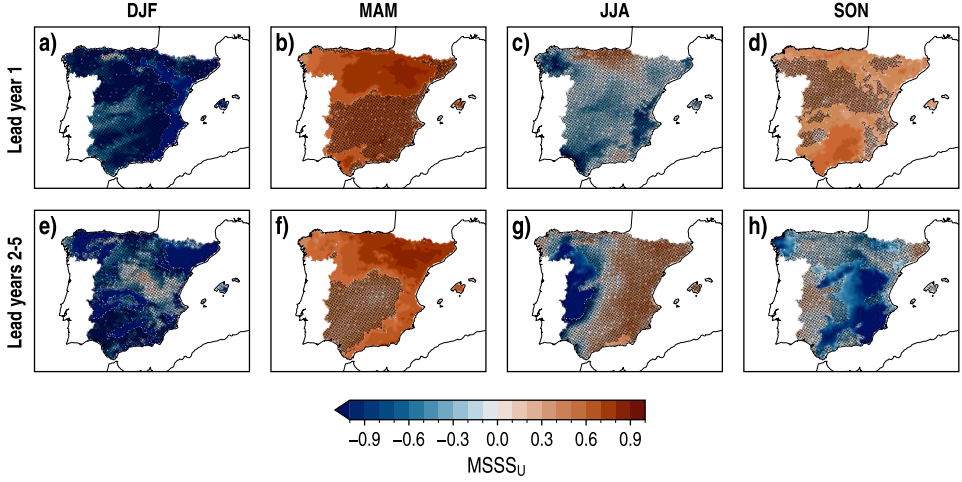 DJF MAM JJA SON
Lead year 1
a) b) c) d)
Lead years 2-5
e) f) g) h)
−0.9 −0.6 −0.3 0.0 0.3 0.6 0.9
MSSS_U